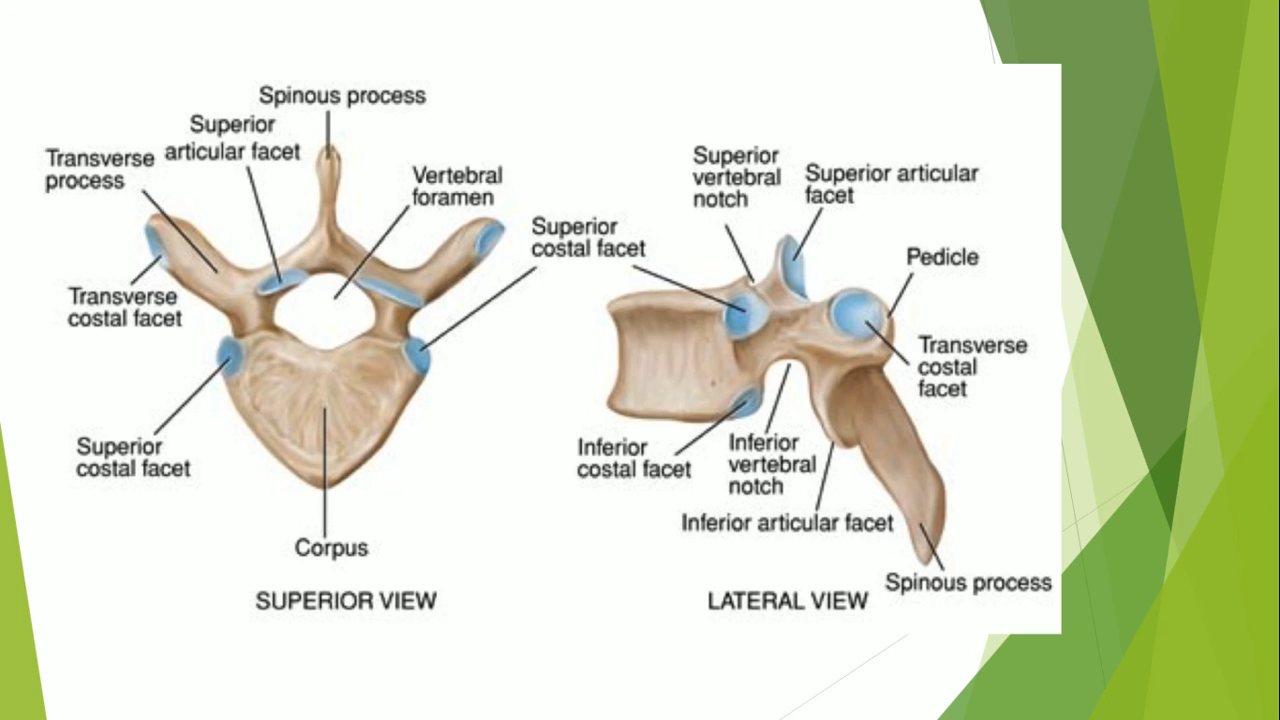 Spinous process
Superior
articular facet
Transverse
process
Vertebral
foramen
Superior
costal facet
Transverse
costal facet
Superior
costal facet
Corpus
SUPERIOR VIEW
Superior
vertebral
notch
Superior articular
facet
Pedicle
Transverse
costal
facet
Inferior
costal facet
Inferior
vertebral
notch
Inferior articular facet
Spinous process
LATERAL VIEW